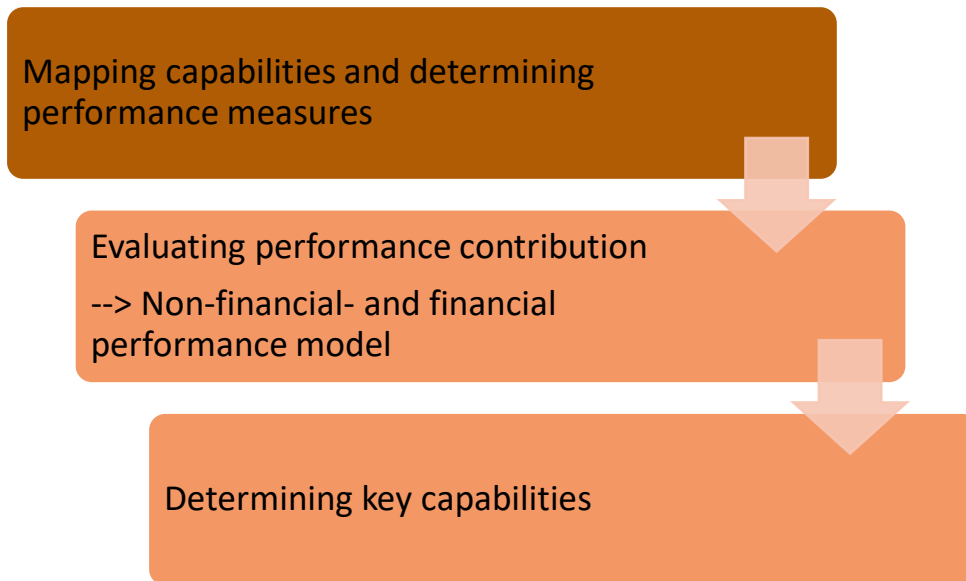 Mapping capabilities and determining
performance measures
Evaluating performance contribution
--> Non-financial- and financial
performance model
Determining key capabilities